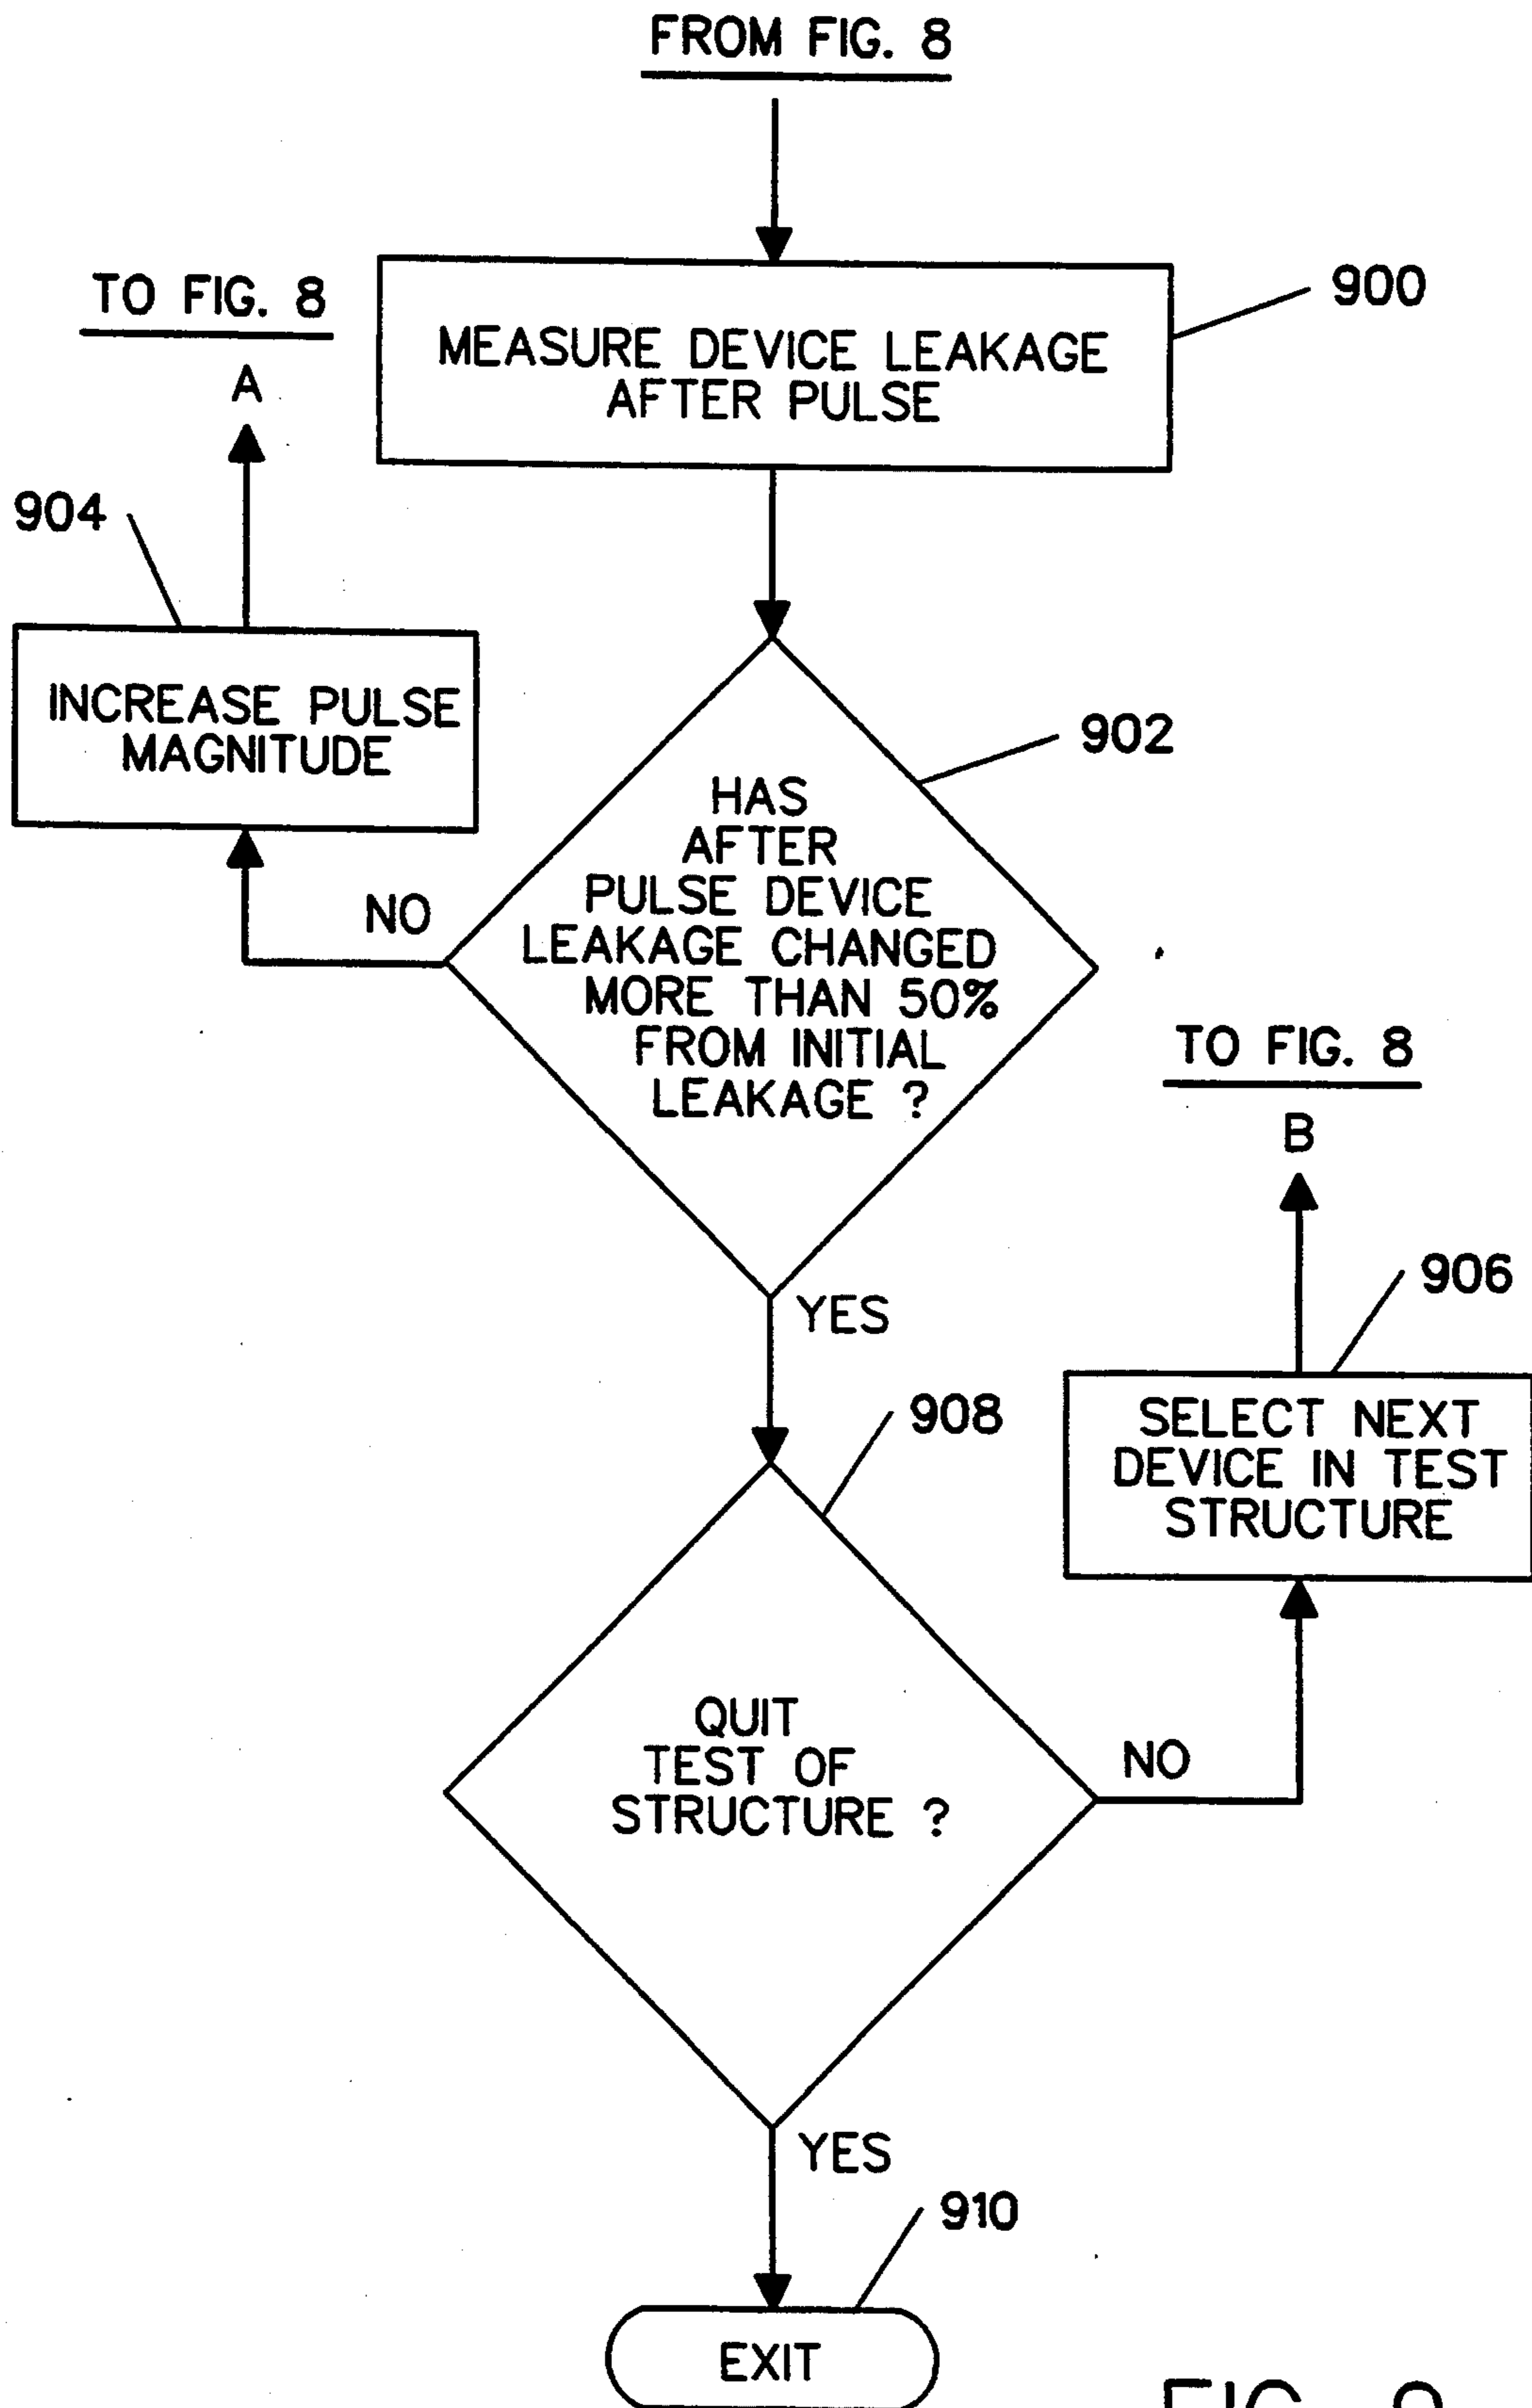 FROM FIG. 8
TO FIG. 8
A
900
MEASURE DEVICE LEAKAGE
AFTER PULSE
904
INCREASE PULSE
MAGNITUDE
902
HAS
AFTER
PULSE DEVICE
LEAKAGE CHANGED
MORE THAN 50%
FROM INITIAL
LEAKAGE ?
NO
YES
TO FIG. 8
B
906
SELECT NEXT
DEVICE IN TEST
STRUCTURE
908
QUIT
TEST OF
STRUCTURE ?
NO
YES
910
EXIT
FIG. 9